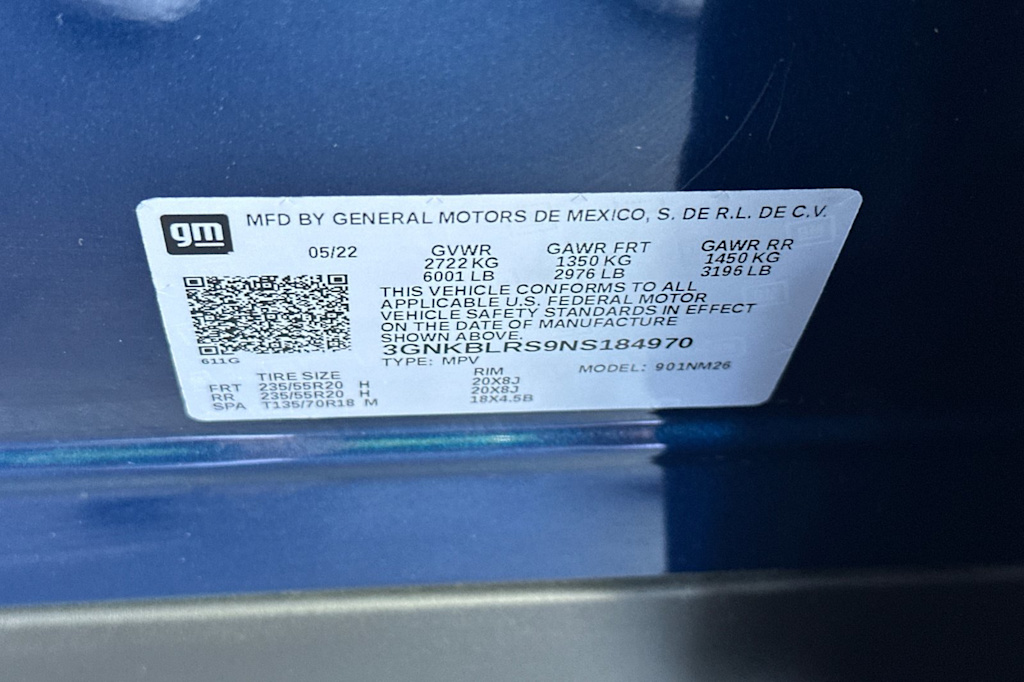 gm
MFD BY GENERAL MOTORS DE MEXICO, S. DE R.L. DE C.V.
05/22 GVWR GAWR FRT GAWR RR
2722 KG 1350 KG 1450 KG
6001 LB 2976 LB 3196 LB
THIS VEHICLE CONFORMS TO ALL
APPLICABLE U.S. FEDERAL MOTOR
VEHICLE SAFETY STANDARDS IN EFFECT
ON THE DATE OF MANUFACTURE
SHOWN ABOVE.
3GNKBLRS9NS184970
611G
TYPE: MPV MODEL: 901NM26
TIRE SIZE RIM
FRT 235/55R20 H 20X8J
RR 235/55R20 H 20X8J
SPA T135/70R18 M 18X4.5B